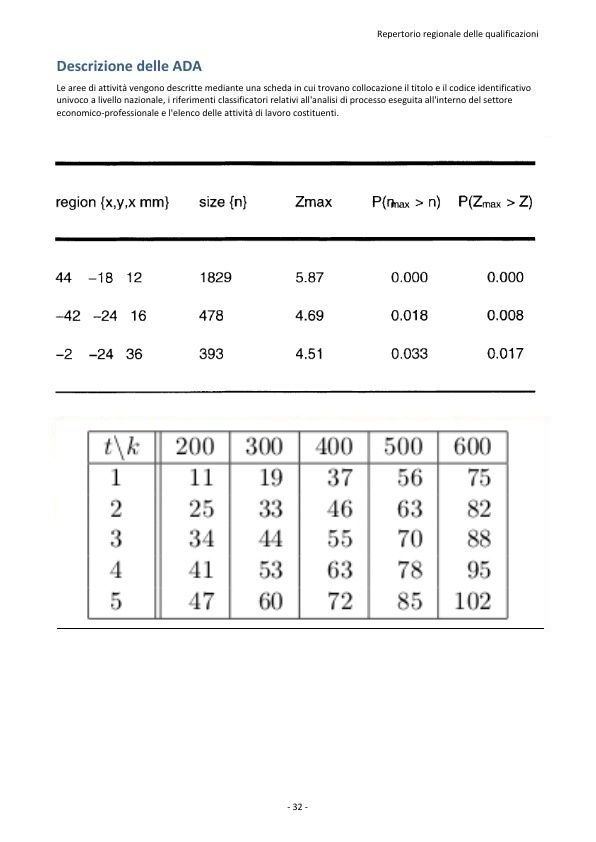 Repertorio regionale delle qualificazioni
Descrizione delle ADA
Le aree di attività vengono descritte mediante una scheda in cui trovano collocazione il titolo e il codice identificativo
univoco a livello nazionale, i riferimenti classificatori relativi all'analisi di processo eseguita all'interno del settore
economico-professionale e l'elenco delle attività di lavoro costituenti.
region {x,y,x mm} size {n} Zmax P(nmax > n) P(Zmax > Z)
44 −18 12 1829 5.87 0.000 0.000
−42 −24 16 478 4.69 0.018 0.008
−2 −24 36 393 4.51 0.033 0.017
t\k 200 300 400 500 600
1 11 19 37 56 75
2 25 33 46 63 82
3 34 44 55 70 88
4 41 53 63 78 95
5 47 60 72 85 102
- 32 -